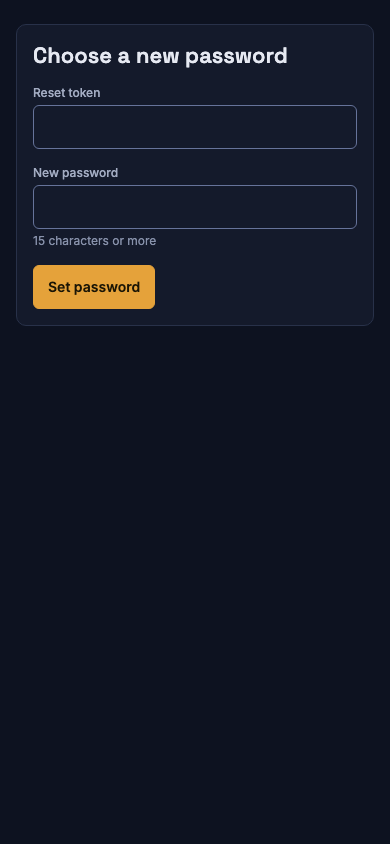 Choose a new password
Reset token
New password
15 characters or more
Set password